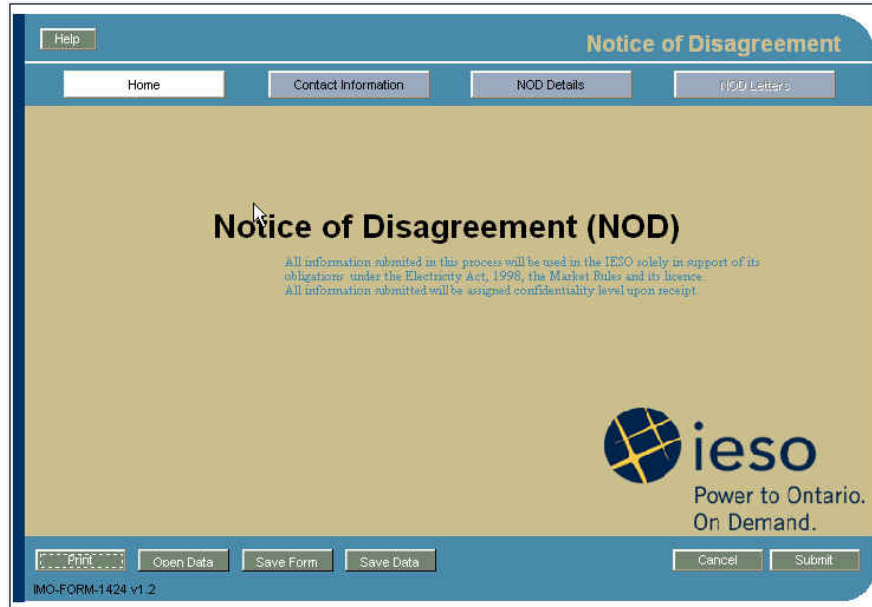 Help
Notice of Disagreement
Home
Contact Information
NOD Details
NOD Letters
Notice of Disagreement (NOD)
All information submited in this process will be used in the IESO solely in support of its
obligations under the Electricity Act, 1998, the Market Rules and its licence.
All information submitted will be assigned confidentiality level upon receipt.
ieso
Power to Ontario.
On Demand.
Print
Open Data
Save Form
Save Data
Cancel
Submit
IMO-FORM-1424 v1.2